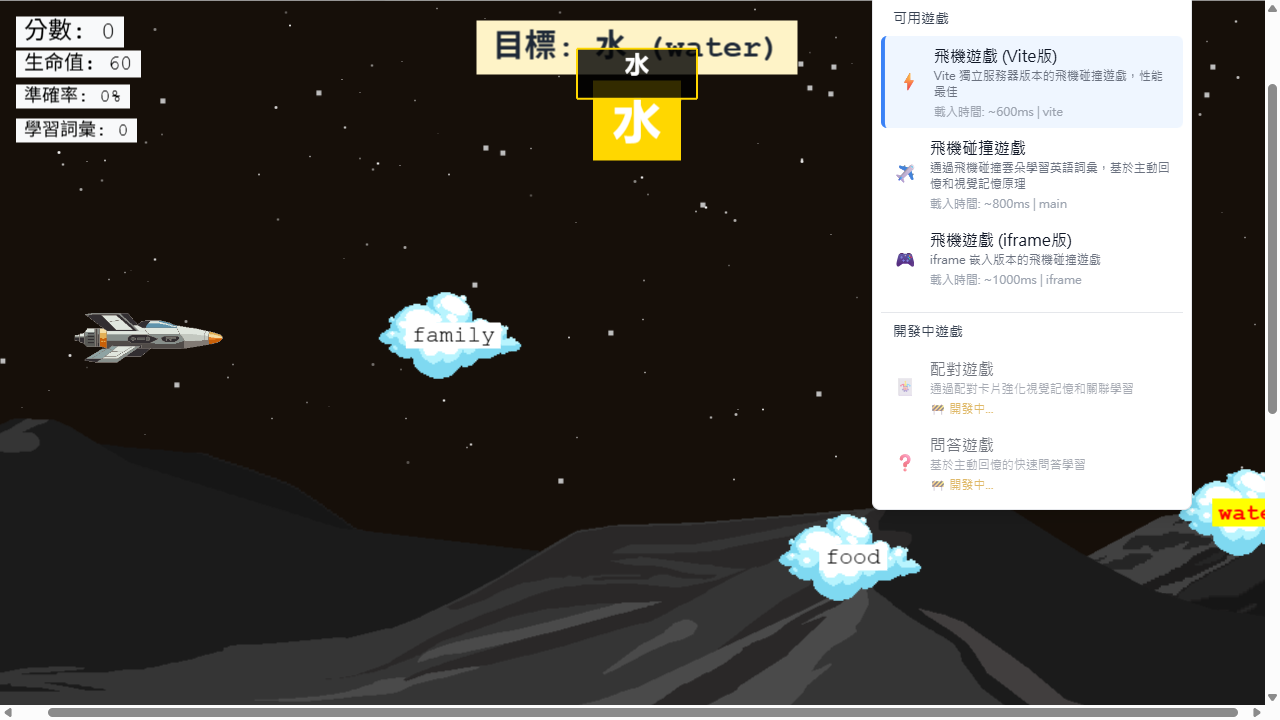 分數: 0
生命值: 60
準確率: 0%
學習詞彙: 0
目標: 水 (water)
水
水
family
food
wate
可用遊戲
飛機遊戲 (Vite版)
Vite 獨立服務器版本的飛機碰撞遊戲，性能
最佳
載入時間: ~600ms | vite
飛機碰撞遊戲
通過飛機碰撞雲朵學習英語詞彙，基於主動回
憶和視覺記憶原理
載入時間: ~800ms | main
飛機遊戲 (iframe版)
iframe 嵌入版本的飛機碰撞遊戲
載入時間: ~1000ms | iframe
開發中遊戲
配對遊戲
通過配對卡片強化視覺記憶和關聯學習
開發中...
問答遊戲
基於主動回憶的快速問答學習
開發中...